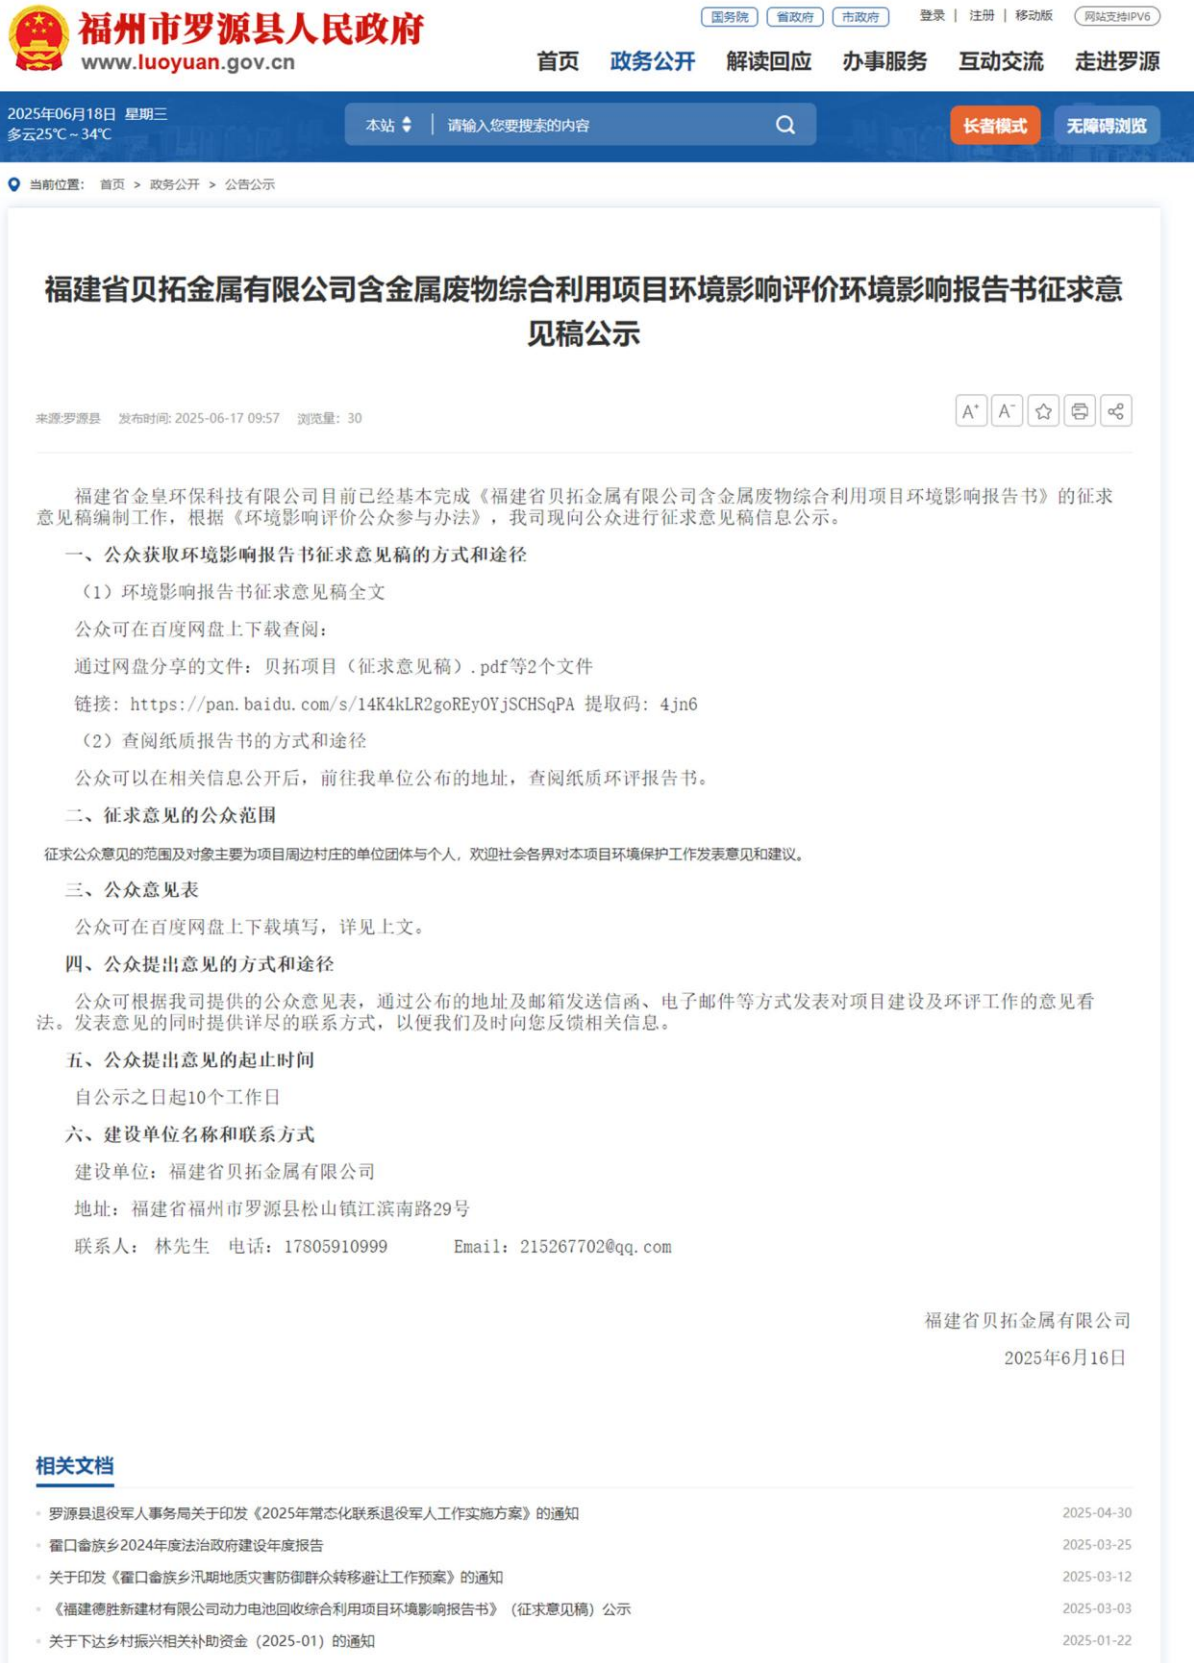 福州市罗源县人民政府
www.luoyuan.gov.cn
国务院 省政府 市政府 登录 | 注册 | 移动版 网站支持IPV6
首页 政务公开 解读回应 办事服务 互动交流 走进罗源
2025年06月18日 星期三
多云25℃~34℃
本站 请输入您要搜索的内容
长者模式 无障碍浏览
当前位置： 首页 > 政务公开 > 公告公示
福建省贝拓金属有限公司含金属废物综合利用项目环境影响评价环境影响报告书征求意
见稿公示
来源:罗源县 发布时间: 2025-06-17 09:57 浏览量：30
A+ A-
福建省金皇环保科技有限公司目前已经基本完成《福建省贝拓金属有限公司含金属废物综合利用项目环境影响报告书》的征求
意见稿编制工作，根据《环境影响评价公众参与办法》，我司现向公众进行征求意见稿信息公示。
一、公众获取环境影响报告书征求意见稿的方式和途径
（1）环境影响报告书征求意见稿全文
公众可在百度网盘上下载查阅：
通过网盘分享的文件：贝拓项目（征求意见稿）.pdf等2个文件
链接: https://pan.baidu.com/s/14K4kLR2goREyOYjSCHSqPA 提取码: 4jn6
（2）查阅纸质报告书的方式和途径
公众可以在相关信息公开后，前往我单位公布的地址，查阅纸质环评报告书。
二、征求意见的公众范围
征求公众意见的范围及对象主要为项目周边村庄的单位团体与个人，欢迎社会各界对本项目环境保护工作发表意见和建议。
三、公众意见表
公众可在百度网盘上下载填写，详见上文。
四、公众提出意见的方式和途径
公众可根据我司提供的公众意见表，通过公布的地址及邮箱发送信函、电子邮件等方式发表对项目建设及环评工作的意见看
法。发表意见的同时提供详尽的联系方式，以便我们及时向您反馈相关信息。
五、公众提出意见的起止时间
自公示之日起10个工作日
六、建设单位名称和联系方式
建设单位：福建省贝拓金属有限公司
地址：福建省福州市罗源县松山镇江滨南路29号
联系人： 林先生 电话：17805910999 Email：215267702@qq.com
福建省贝拓金属有限公司
2025年6月16日
相关文档
罗源县退役军人事务局关于印发《2025年常态化联系退役军人工作实施方案》的通知 2025-04-30
霍口畲族乡2024年度法治政府建设年度报告 2025-03-25
关于印发《霍口畲族乡汛期地质灾害防御群众转移避让工作预案》的通知 2025-03-12
《福建德胜新建材有限公司动力电池回收综合利用项目环境影响报告书》（征求意见稿）公示 2025-03-03
关于下达乡村振兴相关补助资金（2025-01）的通知 2025-01-22